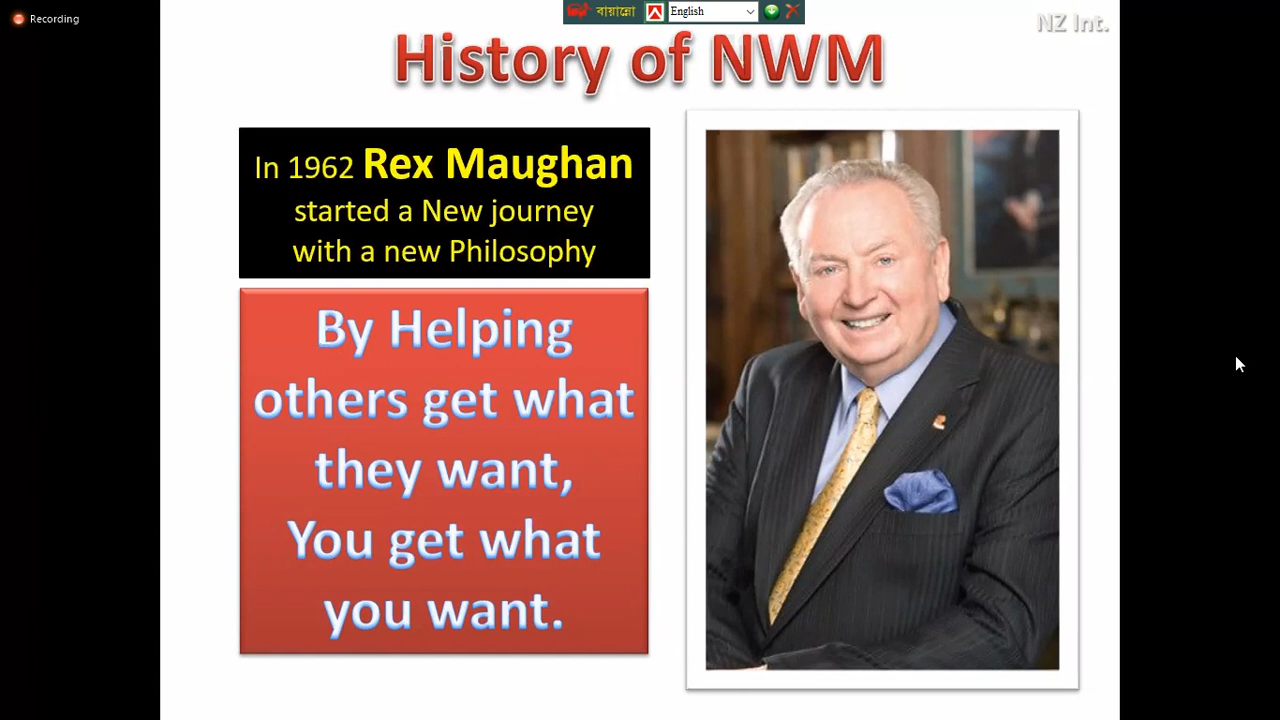 Recording
বায়ান্নো
English
NZ Int.
History of NWM
In 1962 Rex Maughan
started a New journey
with a new Philosophy
By Helping
others get what
they want,
You get what
you want.